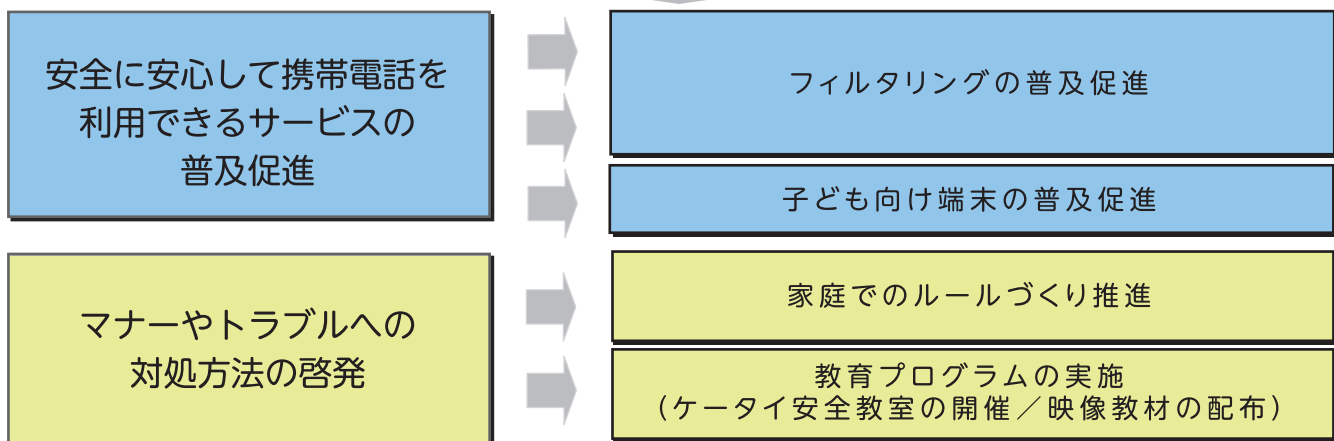 安全に安心して携帯電話を
利用できるサービスの
普及促進
フィルタリングの普及促進
子ども向け端末の普及促進
マナーやトラブルへの
対処方法の啓発
家庭でのルールづくり推進
教育プログラムの実施
（ケータイ安全教室の開催／映像教材の配布）